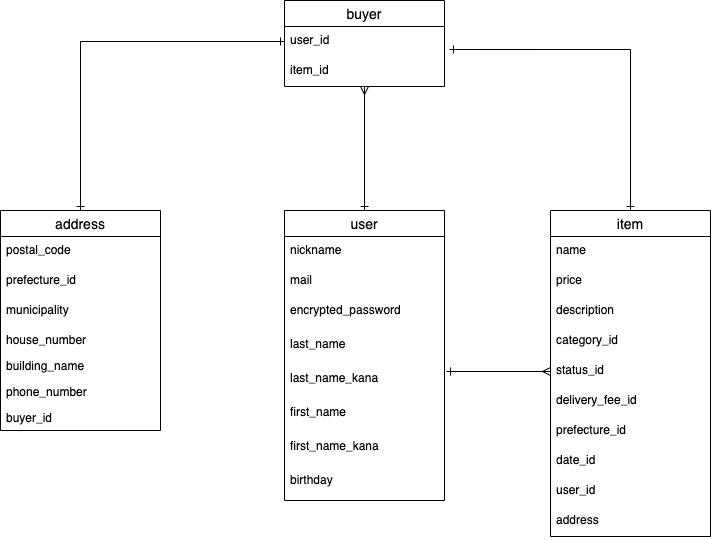 buyer
user_id
item_id
address
postal_code
prefecture_id
municipality
house_number
building_name
phone_number
buyer_id
user
nickname
mail
encrypted_password
last_name
last_name_kana
first_name
first_name_kana
birthday
item
name
price
description
category_id
status_id
delivery_fee_id
prefecture_id
date_id
user_id
address